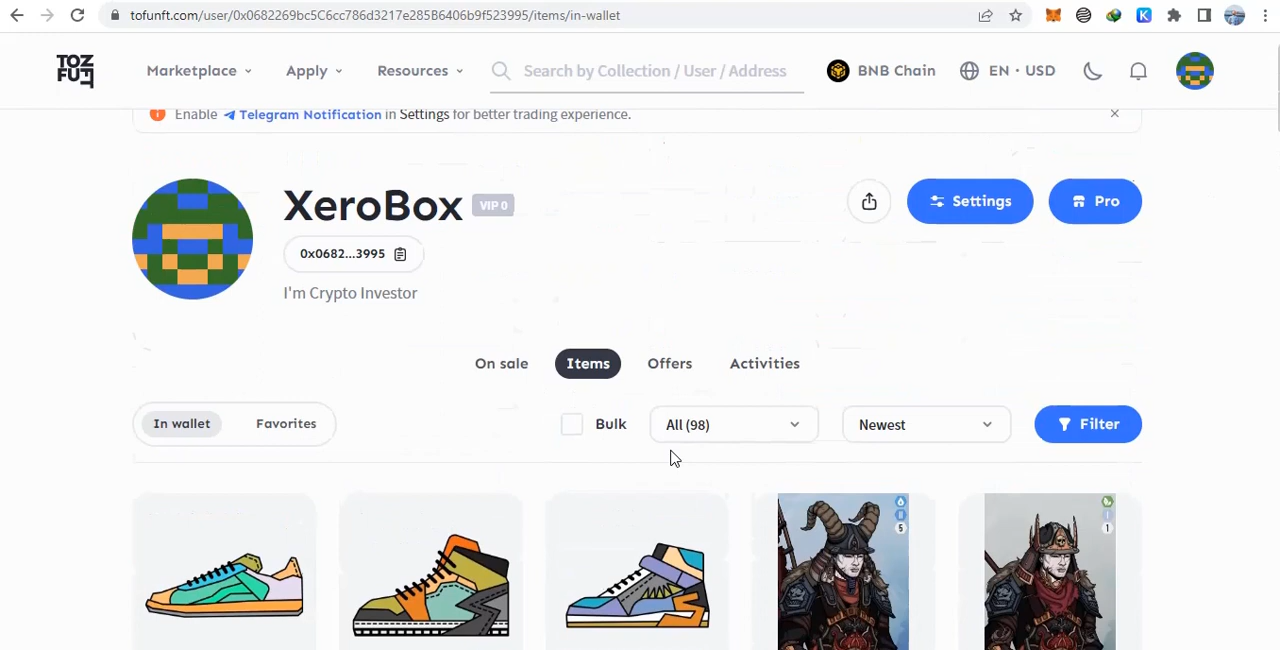 tofunft.com/user/0x0682269bc5C6cc786d3217e285B6406b9f523995/items/in-wallet
TOZ
FU
Marketplace
Apply
Resources
Search by Collection / User / Address
BNB Chain
EN · USD
Enable Telegram Notification in Settings for better trading experience.
XeroBox
VIP 0
Settings
Pro
0x0682...3995
I'm Crypto Investor
On sale
Items
Offers
Activities
In wallet
Favorites
Bulk
All (98)
Newest
Filter
5
1